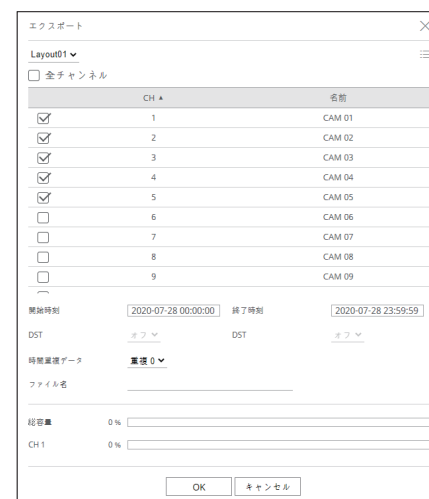 エクスポート
Layout01
全チャンネル
CH ▲ 名前
1 CAM 01
2 CAM 02
3 CAM 03
4 CAM 04
5 CAM 05
6 CAM 06
7 CAM 07
8 CAM 08
9 CAM 09
開始時刻 2020-07-28 00:00:00 終了時刻 2020-07-28 23:59:59
DST オフ DST オフ
時間重複データ 重複 0
ファイル名
総容量 0 %
CH 1 0 %
OK キャンセル